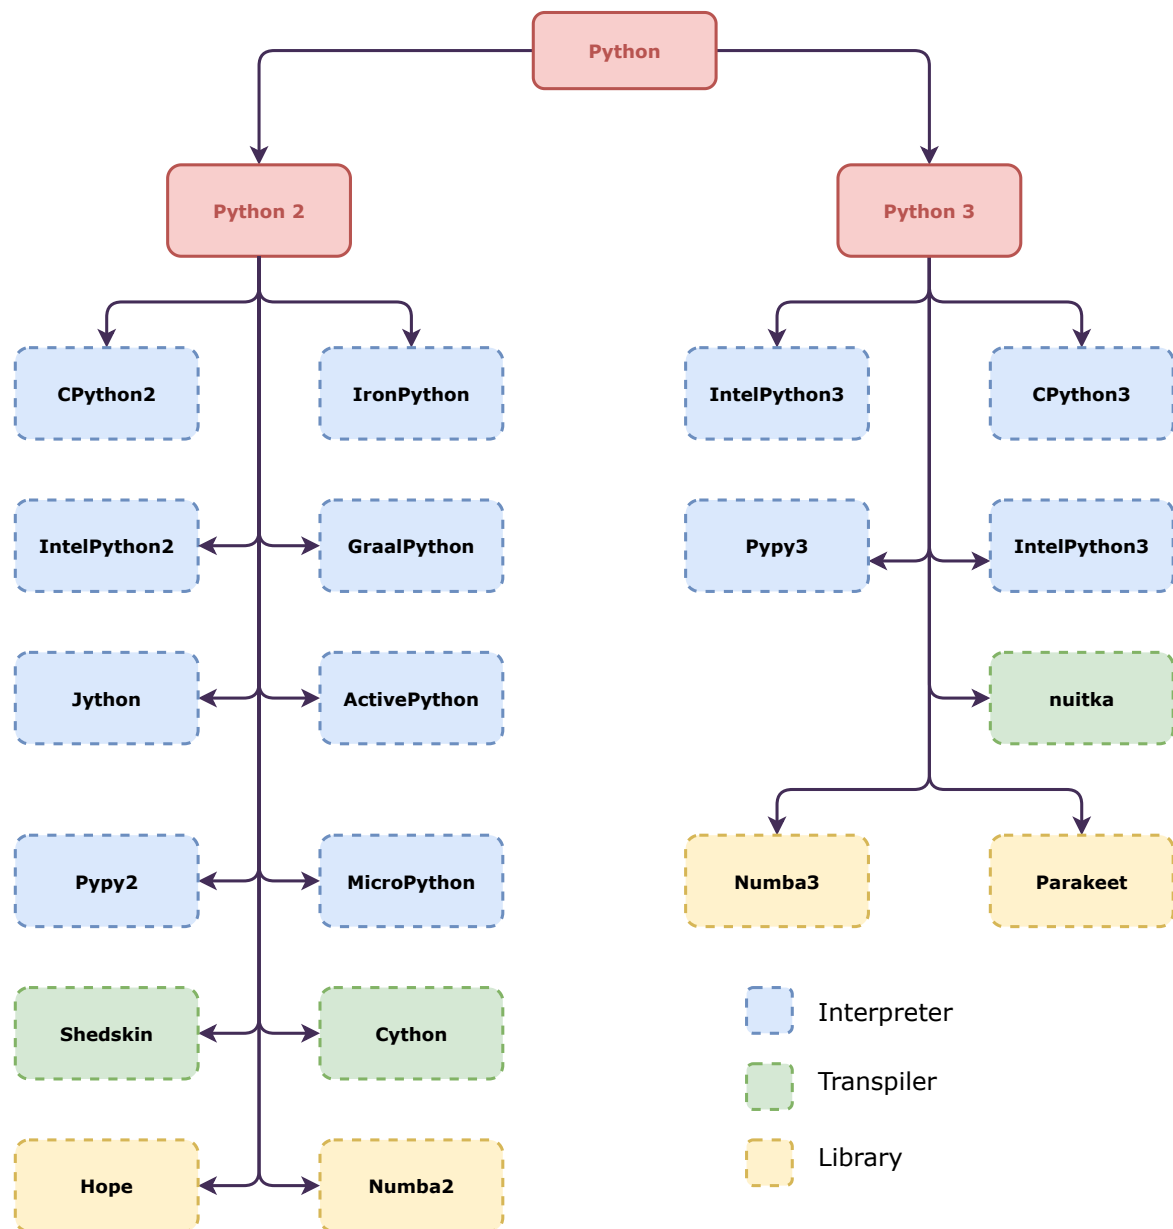 Python
Python 2
Python 3
CPython2
IronPython
IntelPython3
CPython3
IntelPython2
GraalPython
Pypy3
IntelPython3
Jython
ActivePython
nuitka
Pypy2
MicroPython
Numba3
Parakeet
Shedskin
Cython
Interpreter
Transpiler
Library
Hope
Numba2